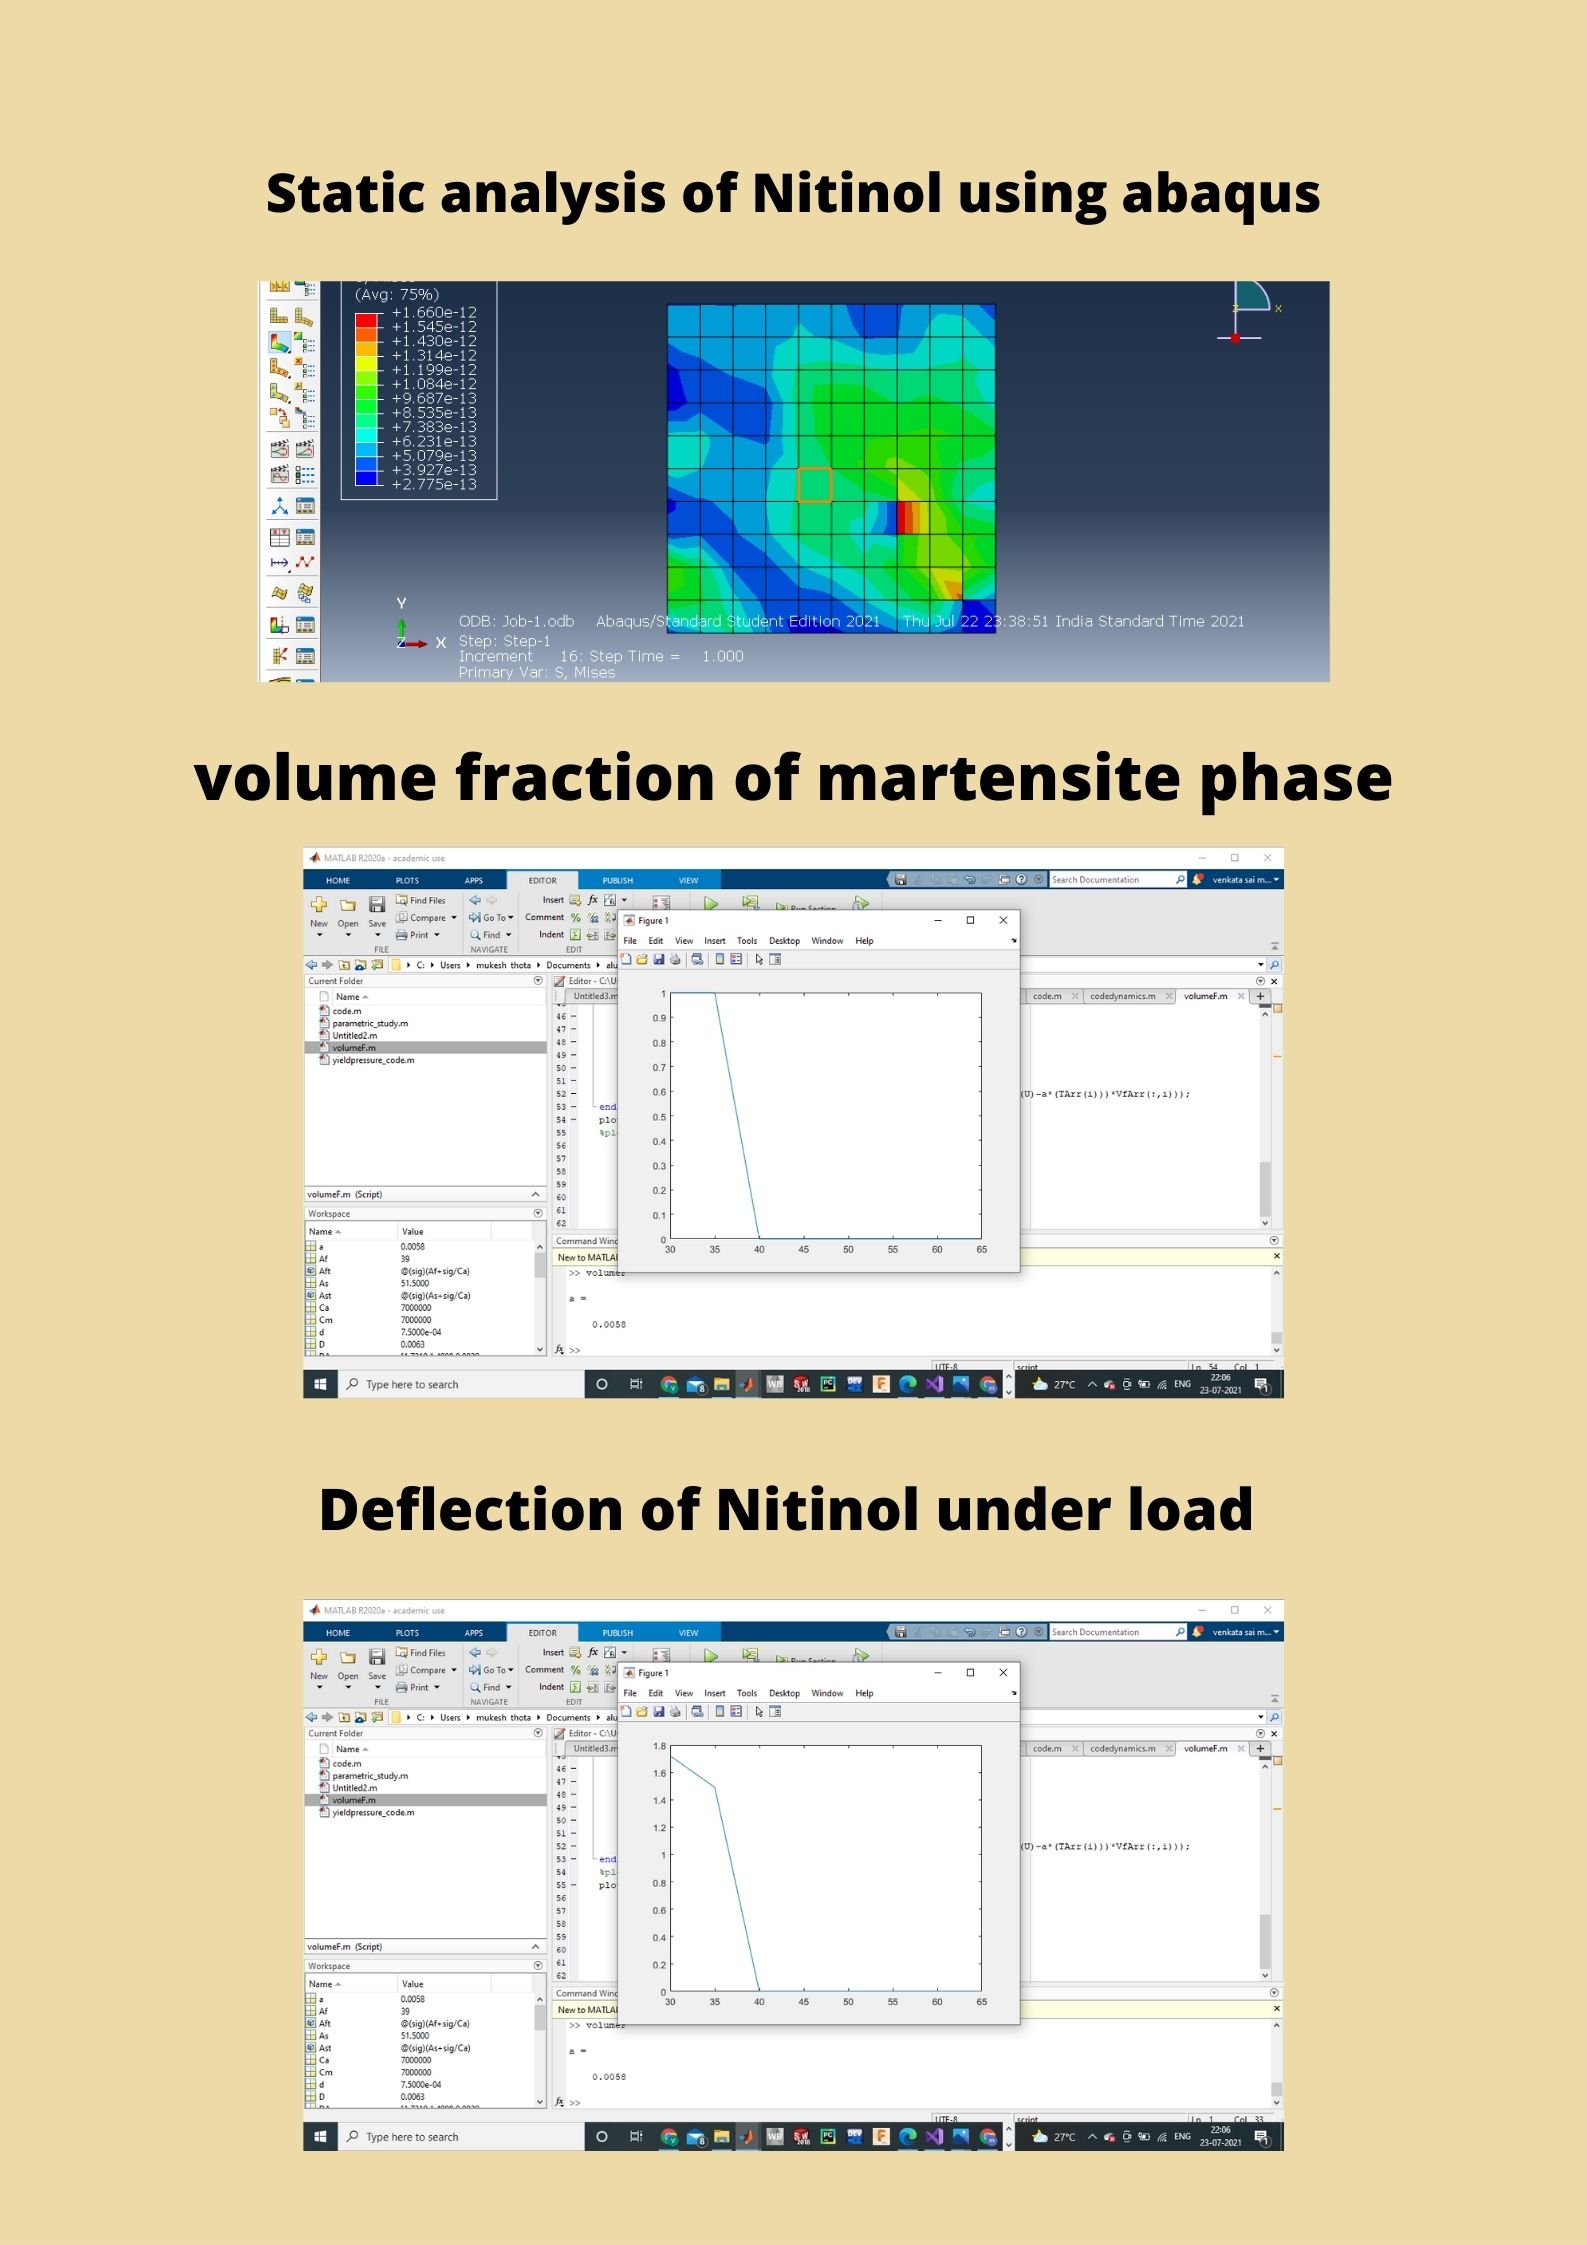 Static analysis of Nitinol using abaqus
(Avg: 75%)
+1.660e-12
+1.545e-12
+1.430e-12
+1.314e-12
+1.199e-12
+1.084e-12
+9.687e-13
+8.535e-13
+7.383e-13
+6.231e-13
+5.079e-13
+3.927e-13
+2.775e-13
Z X
Y
Z X
ODB: Job-1.odb Abaqus/Standard Student Edition 2021 Thu Jul 22 23:38:51 India Standard Time 2021
Step: Step-1
Increment 16: Step Time = 1.000
Primary Var: S, Mises
volume fraction of martensite phase
MATLAB R2020a - academic use
HOME PLOTS APPS EDITOR PUBLISH VIEW Search Documentation venkata sai m...
New Open Save Find Files Compare Print Go To Find Insert Comment Indent
FILE NAVIGATE EDIT
Run Section
C: Users mukesh thota Documents alu
Current Folder
Name
code.m
parametric_study.m
Untitled2.m
volumeF.m
yieldpressure_code.m
volumeF.m (Script)
Workspace
Name Value
a 0.0058
Af 39
Aft @(sig)(Af+sig/Ca)
As 51.5000
Ast @(sig)(As+sig/Ca)
Ca 7000000
Cm 7000000
d 7.5000e-04
D 0.0063
Editor - C:\U
Untitled3.m code.m codedynamics.m volumeF.m
46
47
48
49
50
51
52 (U)-a*(TArr(i)))*VfArr(:,i)));
53 end
54 plo
55 %pl
56
57
58
59
60
61
62
Figure 1
File Edit View Insert Tools Desktop Window Help
1
0.9
0.8
0.7
0.6
0.5
0.4
0.3
0.2
0.1
0
30 35 40 45 50 55 60 65
Command Wind
New to MATLA
>> volumeF
a =
0.0058
fx >>
UTF-8 script Ln 54 Col 1
Type here to search 27°C ENG 22:06
23-07-2021
Deflection of Nitinol under load
MATLAB R2020a - academic use
HOME PLOTS APPS EDITOR PUBLISH VIEW Search Documentation venkata sai m...
New Open Save Find Files Compare Print Go To Find Insert Comment Indent
FILE NAVIGATE EDIT
Run Section
C: Users mukesh thota Documents alu
Current Folder
Name
code.m
parametric_study.m
Untitled2.m
volumeF.m
yieldpressure_code.m
volumeF.m (Script)
Workspace
Name Value
a 0.0058
Af 39
Aft @(sig)(Af+sig/Ca)
As 51.5000
Ast @(sig)(As+sig/Ca)
Ca 7000000
Cm 7000000
d 7.5000e-04
D 0.0063
Editor - C:\U
Untitled3.m code.m codedynamics.m volumeF.m
46
47
48
49
50
51
52 (U)-a*(TArr(i)))*VfArr(:,i)));
53 end
54 %pl
55 plo
56
57
58
59
60
61
62
Figure 1
File Edit View Insert Tools Desktop Window Help
1.8
1.6
1.4
1.2
1
0.8
0.6
0.4
0.2
0
30 35 40 45 50 55 60 65
Command Wind
New to MATLA
>> volumeF
a =
0.0058
fx >>
UTF-8 script Ln 1 Col 33
Type here to search 27°C ENG 22:06
23-07-2021